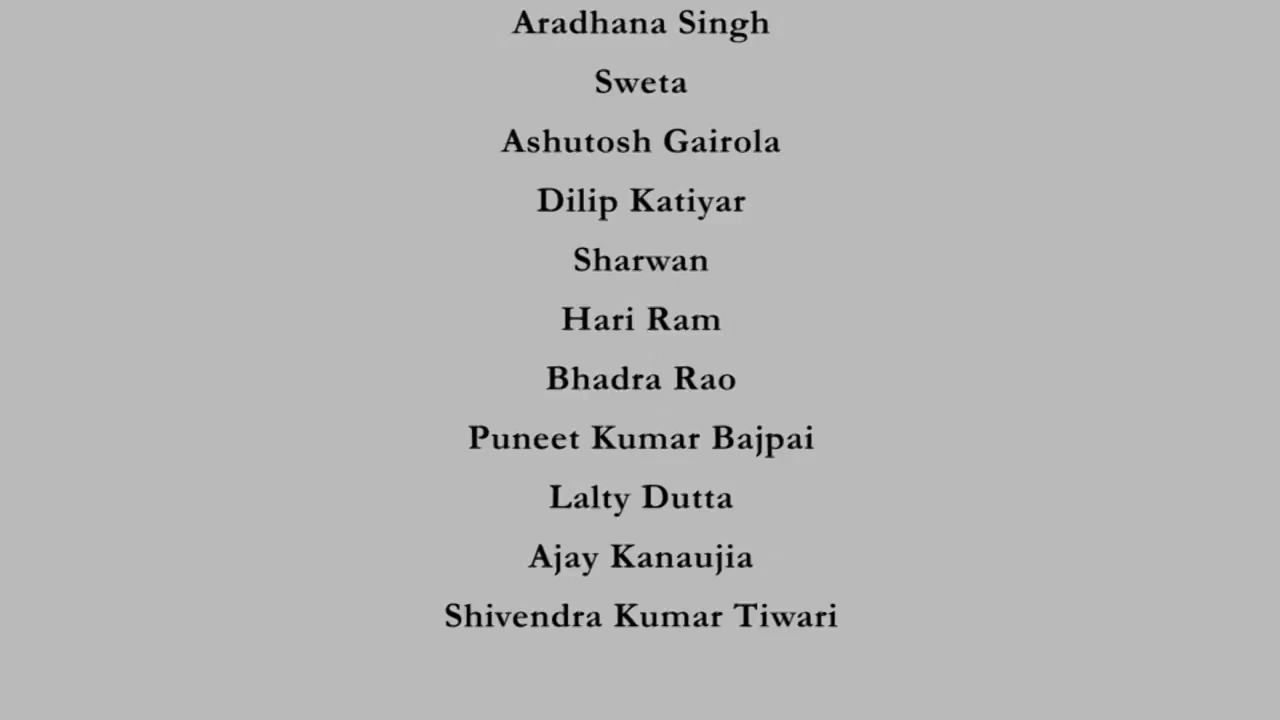 Aradhana Singh
Sweta
Ashutosh Gairola
Dilip Katiyar
Sharwan
Hari Ram
Bhadra Rao
Puneet Kumar Bajpai
Lalty Dutta
Ajay Kanaujia
Shivendra Kumar Tiwari